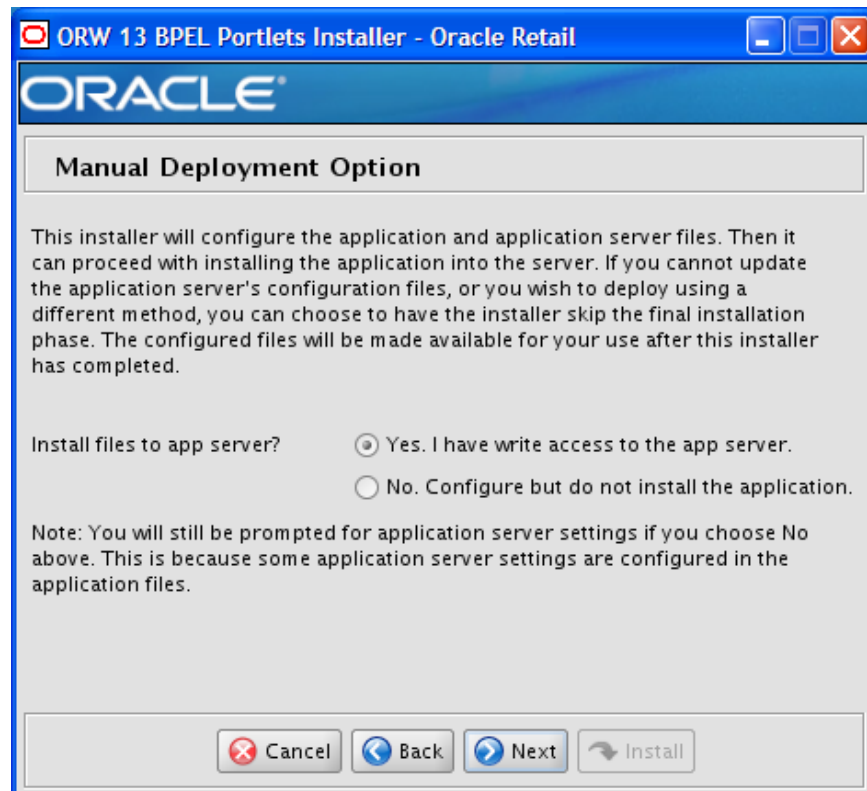 ORW 13 BPEL Portlets Installer - Oracle Retail
ORACLE®
Manual Deployment Option
This installer will configure the application and application server files. Then it
can proceed with installing the application into the server. If you cannot update
the application server's configuration files, or you wish to deploy using a
different method, you can choose to have the installer skip the final installation
phase. The configured files will be made available for your use after this installer
has completed.
Install files to app server?
Yes. I have write access to the app server.
No. Configure but do not install the application.
Note: You will still be prompted for application server settings if you choose No
above. This is because some application server settings are configured in the
application files.
Cancel Back Next Install